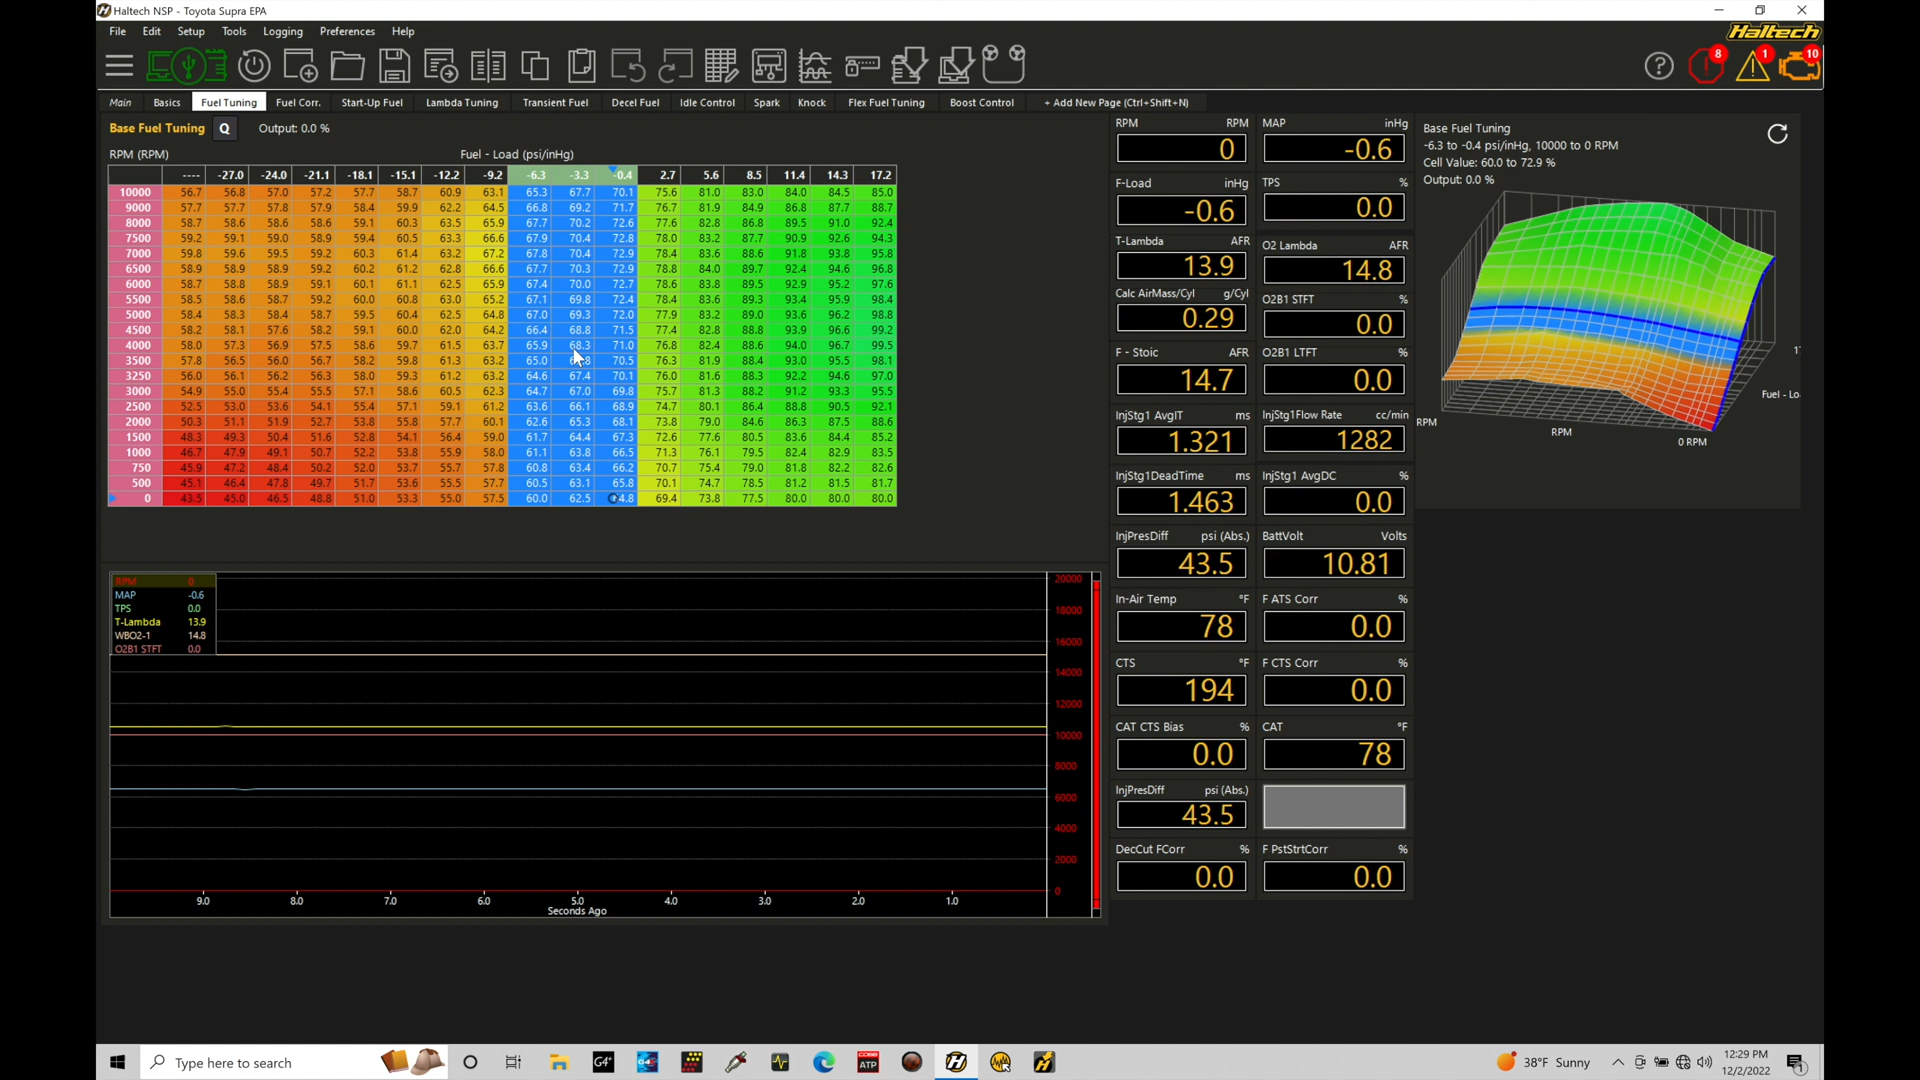 Haltech NSP - Toyota Supra EPA
File Edit Setup Tools Logging Preferences Help
Haltech
8 1 10
Main Basics Fuel Tuning Fuel Corr. Start-Up Fuel Lambda Tuning Transient Fuel Decel Fuel Idle Control Spark Knock Flex Fuel Tuning Boost Control + Add New Page (Ctrl+Shift+N)
Base Fuel Tuning Q Output: 0.0 %
RPM (RPM) Fuel - Load (psi/inHg)
---- -27.0 -24.0 -21.1 -18.1 -15.1 -12.2 -9.2 -6.3 -3.3 -0.4 2.7 5.6 8.5 11.4 14.3 17.2
10000 56.7 56.8 57.0 57.2 57.7 58.7 60.9 63.1 65.3 67.7 70.1 75.6 81.0 83.0 84.0 84.5 85.0
9000 57.7 57.7 57.8 57.9 58.4 59.9 62.2 64.5 66.8 69.2 71.7 76.7 81.9 84.9 86.8 87.7 88.7
8000 58.7 58.6 58.6 58.6 59.1 60.3 63.5 65.9 67.7 70.2 72.6 77.6 82.8 86.8 89.5 91.0 92.4
7500 59.2 59.1 59.0 58.9 59.4 60.5 63.3 66.6 67.9 70.4 72.8 78.0 83.2 87.7 90.9 92.6 94.3
7000 59.8 59.6 59.5 59.2 60.3 61.4 63.2 67.2 67.8 70.4 72.9 78.4 83.6 88.6 91.8 93.8 95.8
6500 58.9 58.9 58.9 59.2 60.2 61.2 62.8 66.6 67.7 70.3 72.9 78.8 84.0 89.7 92.4 94.6 96.8
6000 58.7 58.8 58.9 59.1 60.1 61.1 62.5 65.9 67.4 70.0 72.7 78.6 83.8 89.5 92.9 95.2 97.6
5500 58.5 58.6 58.7 59.2 60.0 60.8 63.0 65.2 67.1 69.8 72.4 78.4 83.6 89.3 93.4 95.9 98.4
5000 58.4 58.3 58.4 58.7 59.5 60.4 62.5 64.8 67.0 69.3 72.0 77.9 83.2 89.0 93.6 96.2 98.8
4500 58.2 58.1 57.6 58.2 59.1 60.0 62.0 64.2 66.4 68.8 71.5 77.4 82.8 88.8 93.9 96.6 99.2
4000 58.0 57.3 56.9 57.5 58.6 59.7 61.5 63.7 65.9 68.3 71.0 76.8 82.4 88.6 94.0 96.7 99.5
3500 57.8 56.5 56.0 56.7 58.2 59.8 61.3 63.2 65.0 70.5 76.3 81.9 88.4 93.0 95.5 98.1
3250 56.0 56.1 56.2 56.3 58.0 59.3 61.2 63.2 64.6 67.4 70.1 76.0 81.6 88.3 92.2 94.6 97.0
3000 54.9 55.0 55.4 55.5 57.1 58.6 60.5 62.3 64.7 67.0 69.8 75.7 81.3 88.2 91.2 93.3 95.5
2500 52.5 53.0 53.6 54.1 55.4 57.1 59.1 61.2 63.6 66.1 68.9 74.7 80.1 86.4 88.8 90.5 92.1
2000 50.3 51.1 51.9 52.7 53.8 55.8 57.7 60.1 62.6 65.3 68.1 73.8 79.0 84.6 86.3 87.5 88.6
1500 48.3 49.3 50.4 51.6 52.8 54.1 56.4 59.0 61.7 64.4 67.3 72.6 77.6 80.5 83.6 84.4 85.2
1000 46.7 47.9 49.1 50.7 52.2 53.8 55.9 58.0 61.1 63.8 66.5 71.3 76.1 79.5 82.4 82.9 83.5
750 45.9 47.2 48.4 50.2 52.0 53.7 55.7 57.8 60.8 63.4 66.2 70.7 75.4 79.0 81.8 82.2 82.6
500 45.1 46.4 47.8 49.7 51.7 53.6 55.5 57.7 60.5 63.1 65.8 70.1 74.7 78.5 81.2 81.5 81.7
0 43.5 45.0 46.5 48.8 51.0 53.3 55.0 57.5 60.0 62.5 69.4 73.8 77.5 80.0 80.0 80.0
RPM 0
MAP -0.6
TPS 0.0
T-Lambda 13.9
WBO2-1 14.8
O2B1 STFT 0.0
20000
18000
16000
14000
12000
10000
8000
6000
4000
2000
0
9.0 8.0 7.0 6.0 5.0 4.0 3.0 2.0 1.0
Seconds Ago
RPM RPM MAP inHg
0 -0.6
F-Load inHg TPS %
-0.6 0.0
T-Lambda AFR O2 Lambda AFR
13.9 14.8
Calc AirMass/Cyl g/Cyl O2B1 STFT %
0.29 0.0
F - Stoic AFR O2B1 LTFT %
14.7 0.0
InjStg1 AvgIT ms InjStg1Flow Rate cc/min
1.321 1282
InjStg1DeadTime ms InjStg1 AvgDC %
1.463 0.0
InjPresDiff psi (Abs.) BattVolt Volts
43.5 10.81
In-Air Temp °F F ATS Corr %
78 0.0
CTS °F F CTS Corr %
194 0.0
CAT CTS Bias % CAT °F
0.0 78
InjPresDiff psi (Abs.)
43.5
DecCut FCorr % F PstStrtCorr %
0.0 0.0
Base Fuel Tuning
-6.3 to -0.4 psi/inHg, 10000 to 0 RPM
Cell Value: 60.0 to 72.9 %
Output: 0.0 %
Fuel - Lo
RPM RPM 0 RPM
Type here to search
G4+ G4X COBB ATP
38°F Sunny
12:29 PM
12/2/2022
1